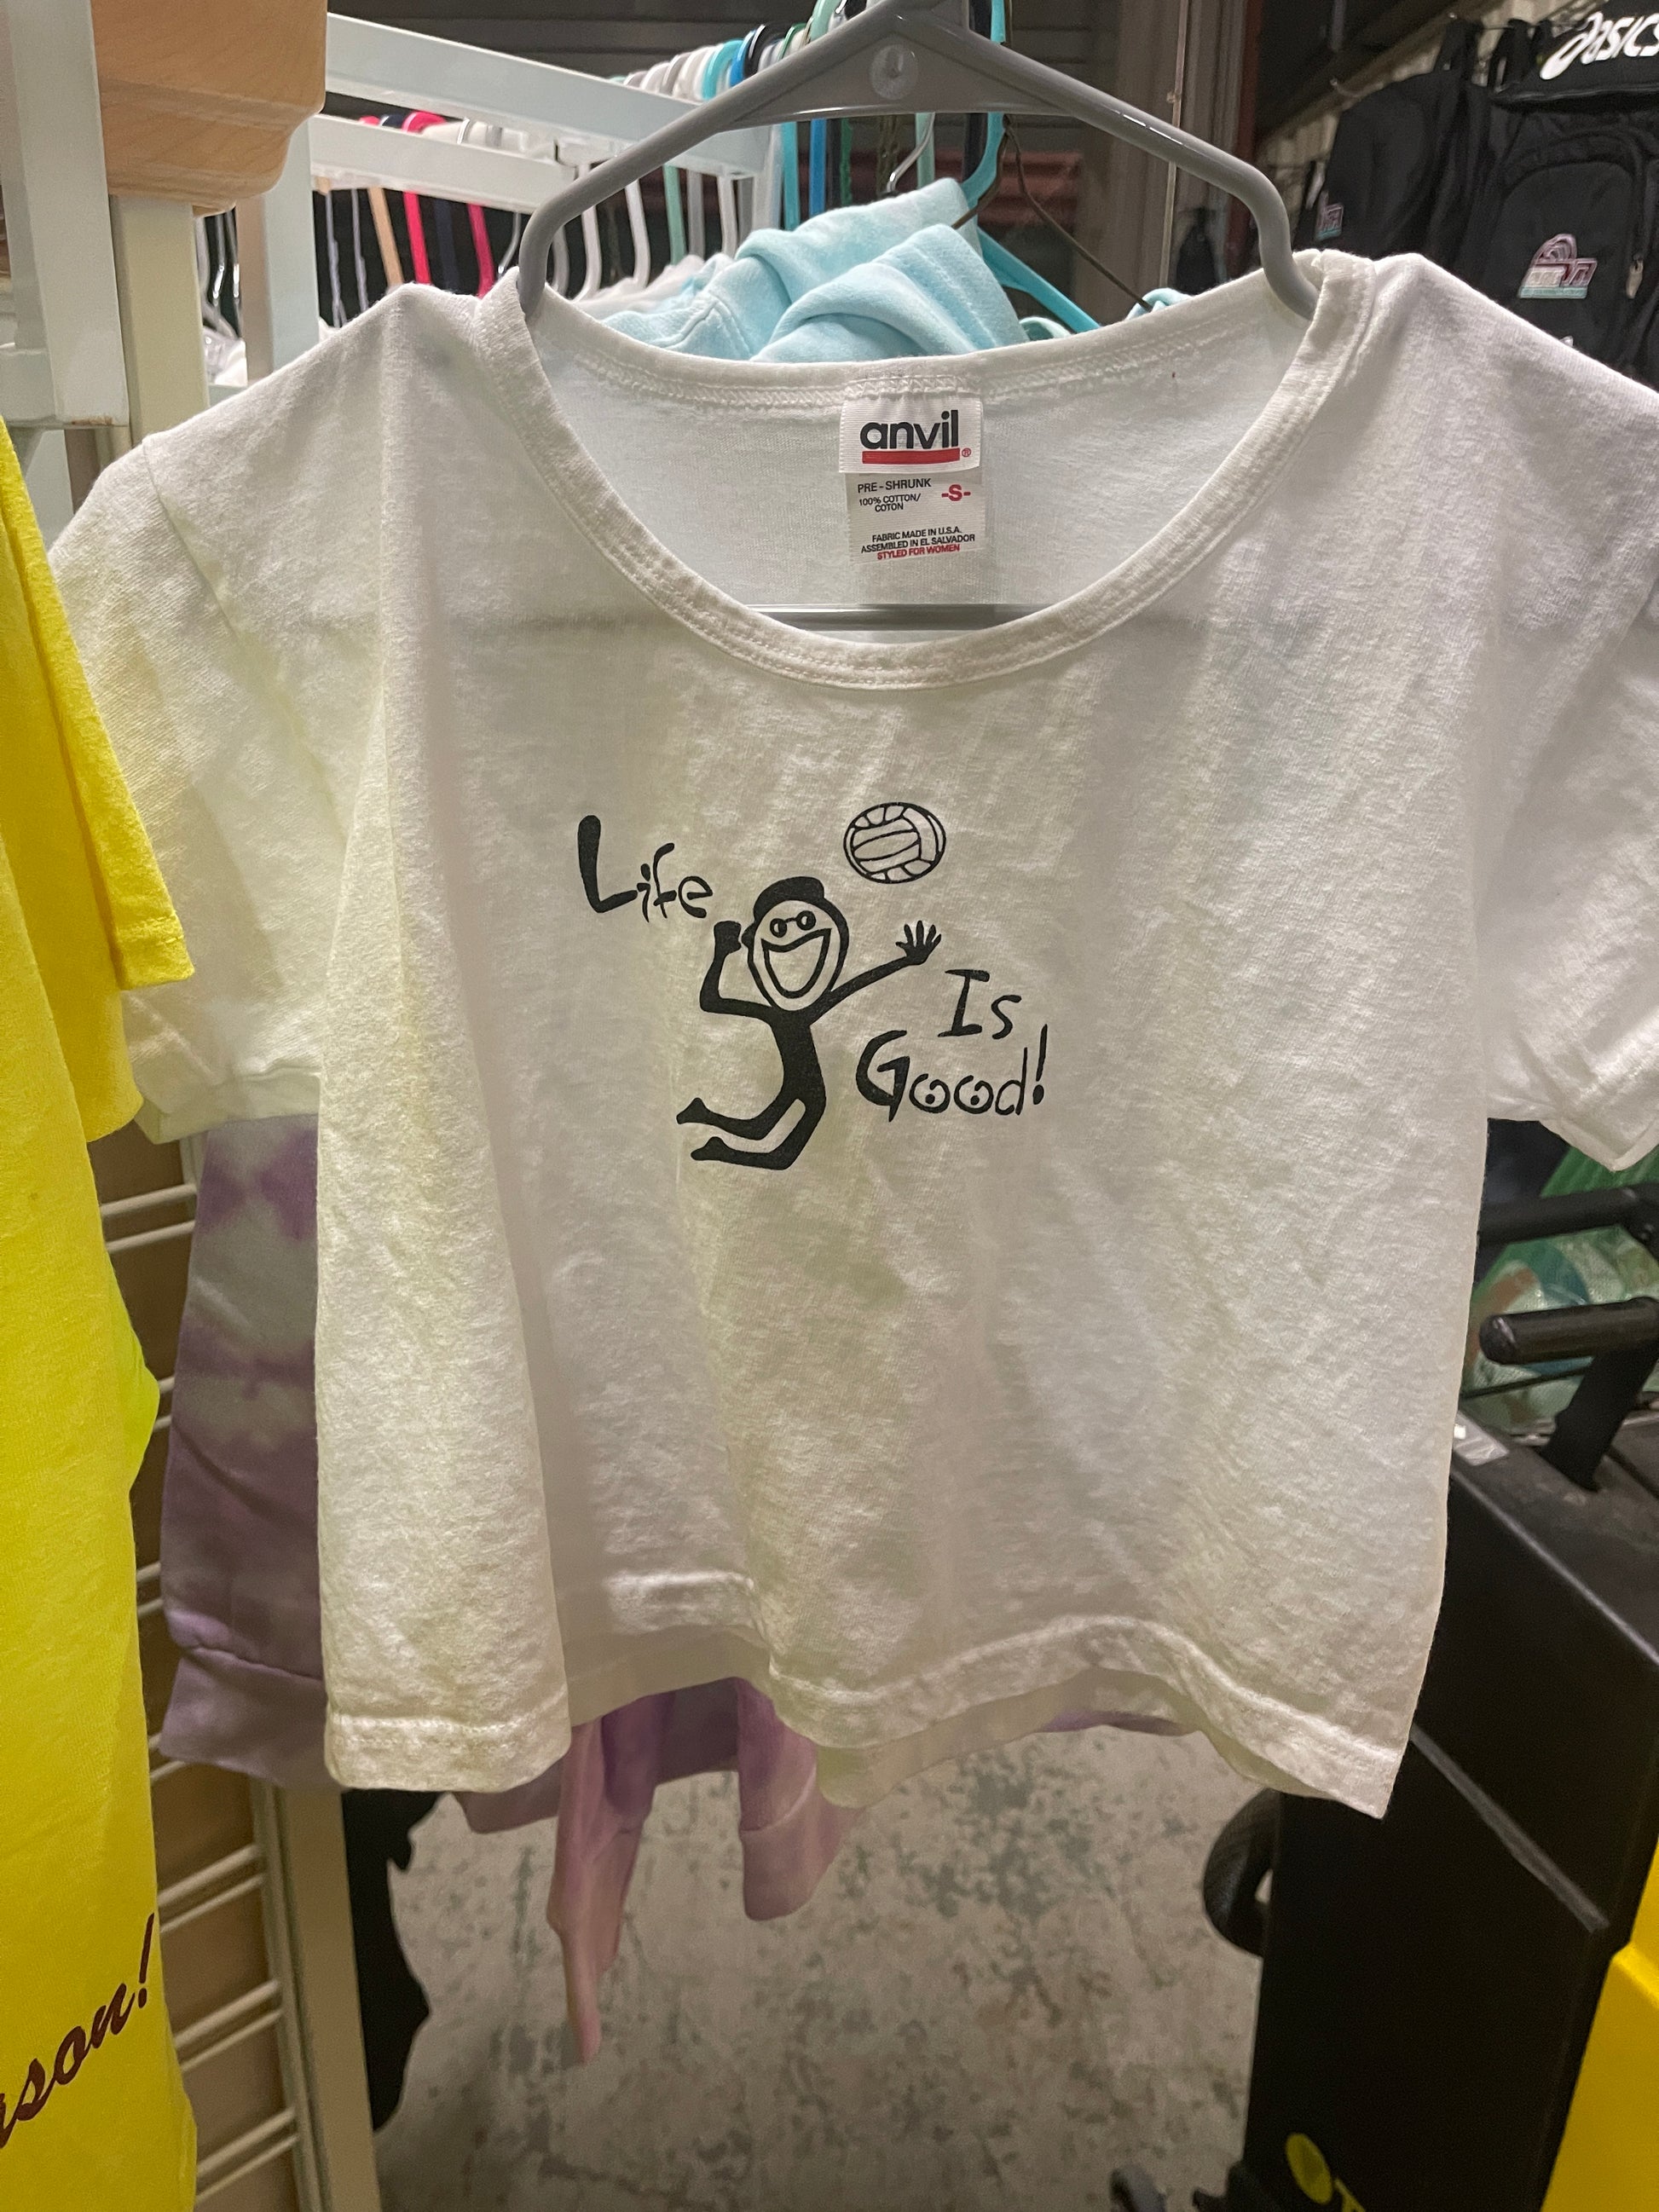 asics
anvil®
PRE-SHRUNK
100% COTTON/
COTON
-S-
FABRIC MADE IN U.S.A.
ASSEMBLED IN EL SALVADOR
STYLED FOR WOMEN
Life
Is
Good!